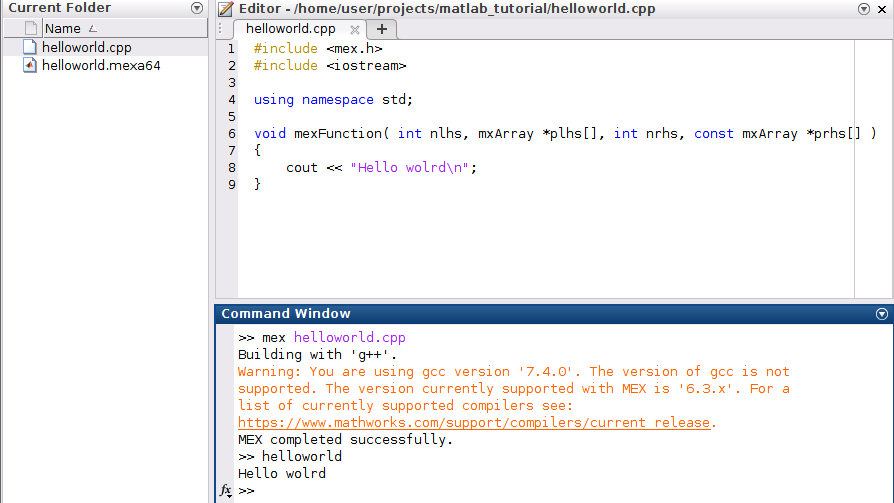 Current Folder
Name
helloworld.cpp
helloworld.mexa64
Editor - /home/user/projects/matlab_tutorial/helloworld.cpp
helloworld.cpp
1 #include <mex.h>
2 #include <iostream>
3
4 using namespace std;
5
6 void mexFunction( int nlhs, mxArray *plhs[], int nrhs, const mxArray *prhs[] )
7 {
8 cout << "Hello wolrd\n";
9 }
Command Window
>> mex helloworld.cpp
Building with 'g++'.
Warning: You are using gcc version '7.4.0'. The version of gcc is not
supported. The version currently supported with MEX is '6.3.x'. For a
list of currently supported compilers see:
https://www.mathworks.com/support/compilers/current_release.
MEX completed successfully.
>> helloworld
Hello wolrd
fx >>